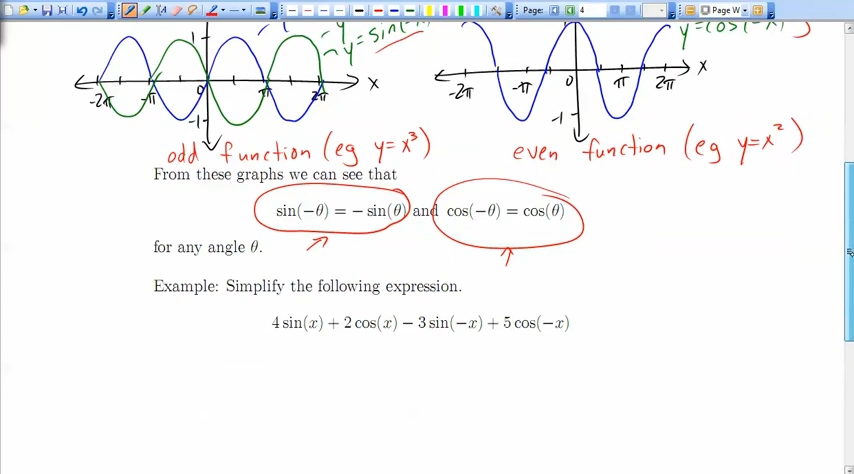 Page: 4 Page W
1 y=sin(-x) y=cos(-x)
-2π -π 0 π 2π x -2π -π 0 π 2π x
-1 -1
odd function (eg y=x³) even function (eg y=x²)
From these graphs we can see that
sin(−θ) = − sin(θ) and cos(−θ) = cos(θ)
for any angle θ.
Example: Simplify the following expression.
4 sin(x) + 2 cos(x) − 3 sin(−x) + 5 cos(−x)